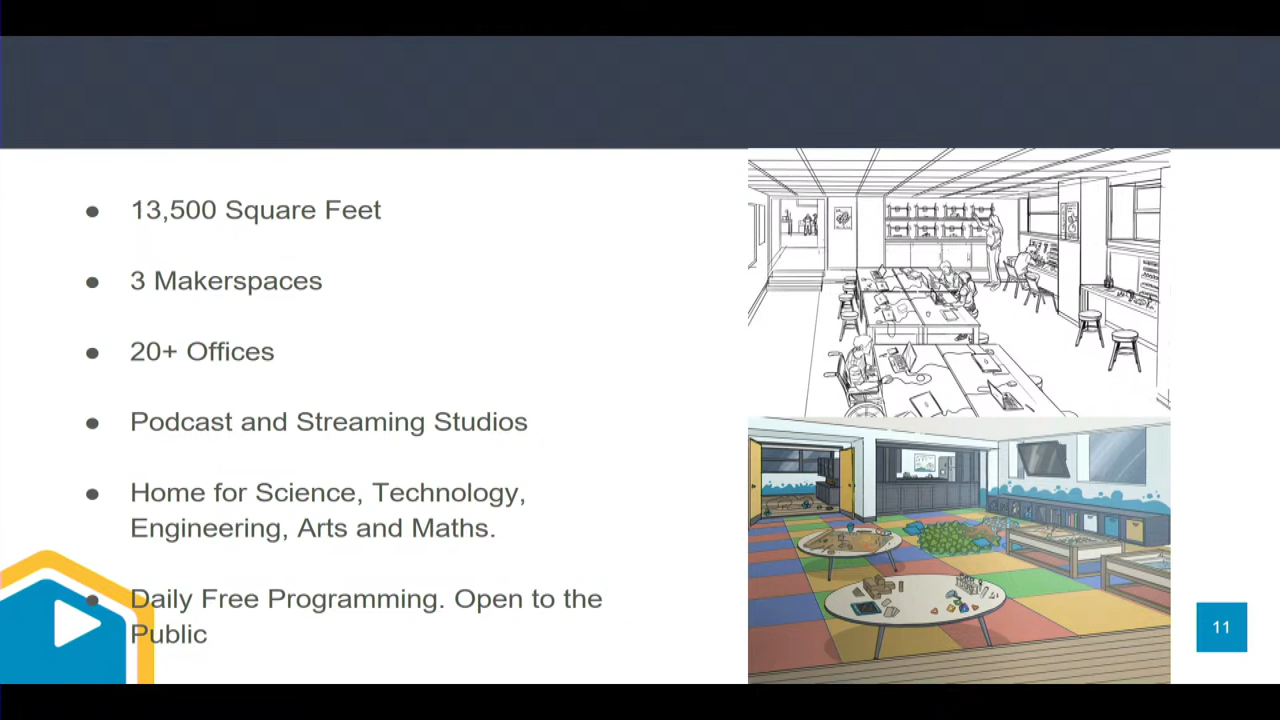 13,500 Square Feet
3 Makerspaces
20+ Offices
Podcast and Streaming Studios
Home for Science, Technology,
Engineering, Arts and Maths.
Daily Free Programming. Open to the
Public
11